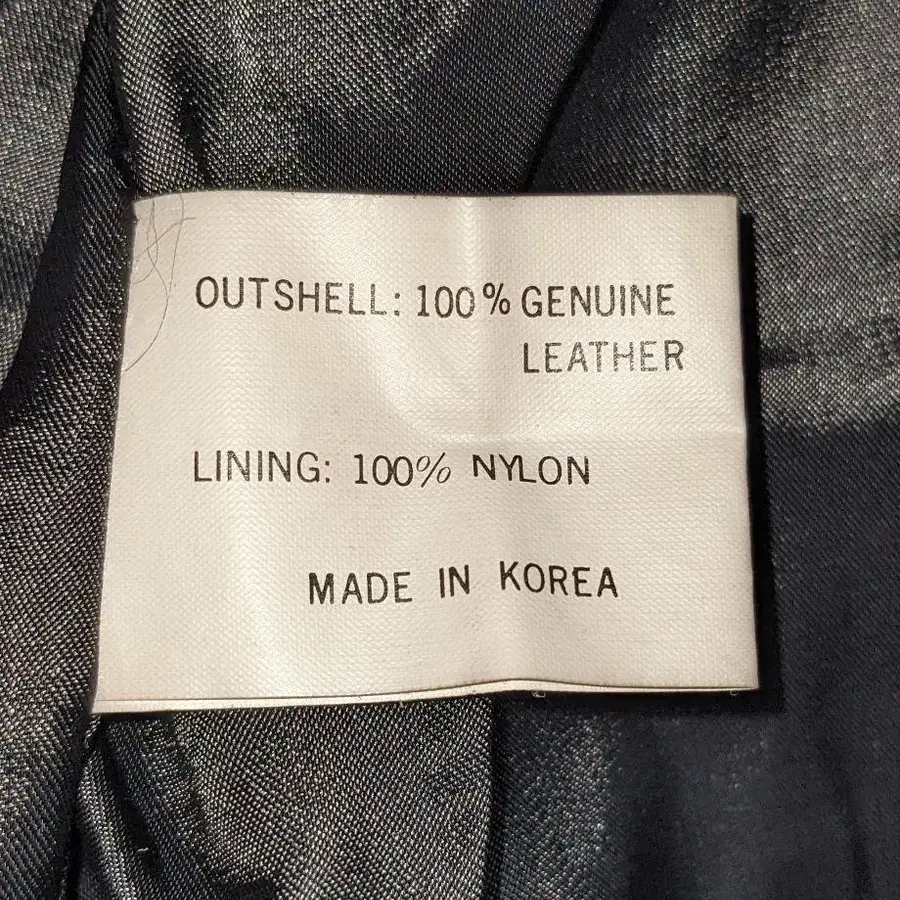 OUTSHELL: 100% GENUINE
LEATHER
LINING: 100% NYLON
MADE IN KOREA